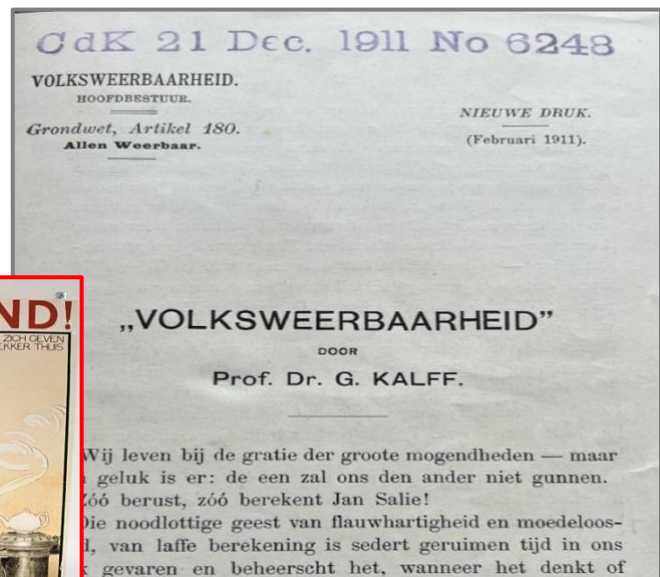 CdK 21 Dec. 1911 No 6248
VOLKSWEERBAARHEID.
HOOFDBESTUUR.
Grondwet, Artikel 180.
Allen Weerbaar.
NIEUWE DRUK.
(Februari 1911).
„VOLKSWEERBAARHEID”
DOOR
Prof. Dr. G. KALFF.
Wij leven bij de gratie der groote mogendheden — maar
geluk is er: de een zal ons den ander niet gunnen.
Zóó berust, zóó berekent Jan Salie!
Die noodlottige geest van flauwhartigheid en moedeloos-
van laffe berekening is sedert geruimen tijd in ons
gevaren en beheerscht het, wanneer het denkt of
ND!
ZICH GEVEN
EKKER THUIS